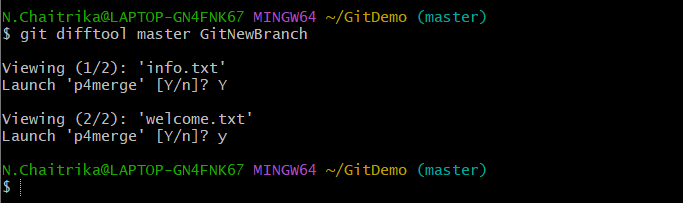 N.Chaitrika@LAPTOP-GN4FNK67 MINGW64 ~/GitDemo (master)
$ git difftool master GitNewBranch
Viewing (1/2): 'info.txt'
Launch 'p4merge' [Y/n]? Y
Viewing (2/2): 'welcome.txt'
Launch 'p4merge' [Y/n]? y
N.Chaitrika@LAPTOP-GN4FNK67 MINGW64 ~/GitDemo (master)
$